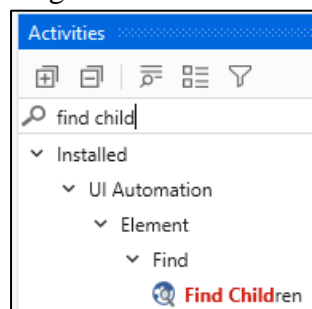 Activities
find child
Installed
UI Automation
Element
Find
Find Children